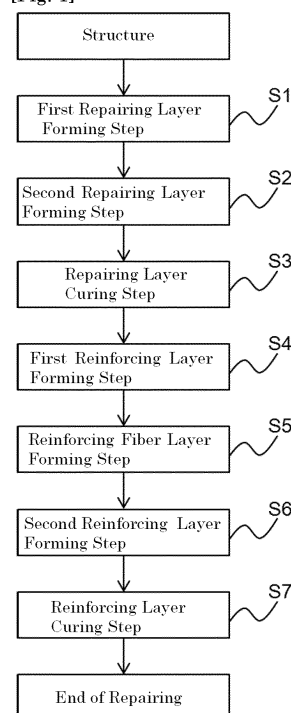 Structure
First Repairing Layer
Forming Step
S1
Second Repairing Layer
Forming Step
S2
Repairing Layer
Curing Step
S3
First Reinforcing Layer
Forming Step
S4
Reinforcing Fiber Layer
Forming Step
S5
Second Reinforcing Layer
Forming Step
S6
Reinforcing Layer
Curing Step
S7
End of Repairing